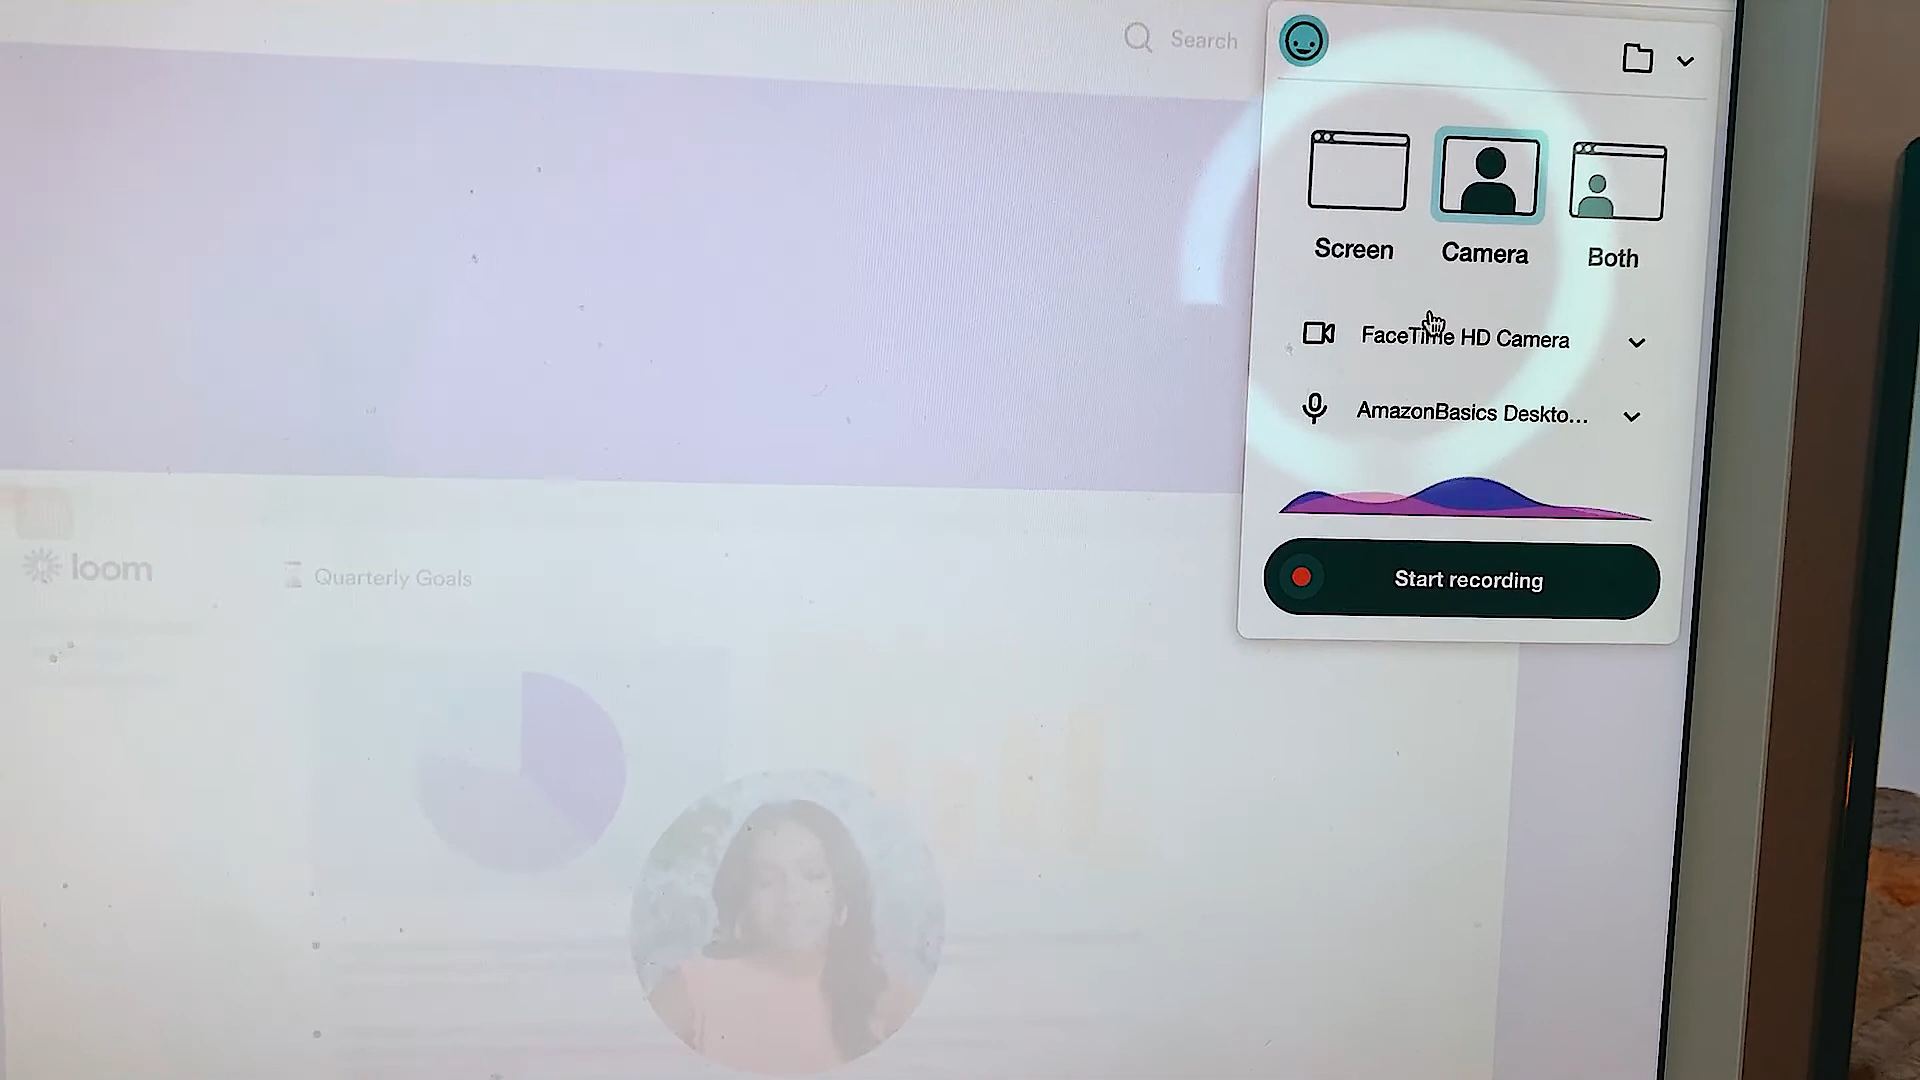 Search
Screen
Camera
Both
FaceTime HD Camera
AmazonBasics Deskto...
Start recording
loom
Quarterly Goals